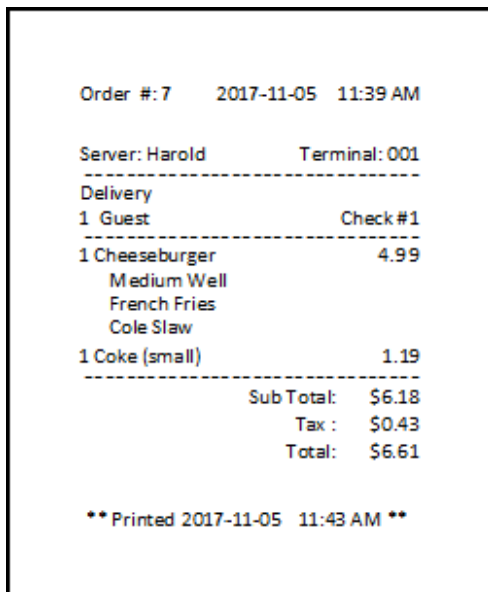 Order #: 7 2017-11-05 11:39 AM
Server: Harold Terminal: 001
Delivery
1 Guest Check #1
1 Cheeseburger 4.99
Medium Well
French Fries
Cole Slaw
1 Coke (small) 1.19
Sub Total: $6.18
Tax : $0.43
Total: $6.61
** Printed 2017-11-05 11:43 AM **